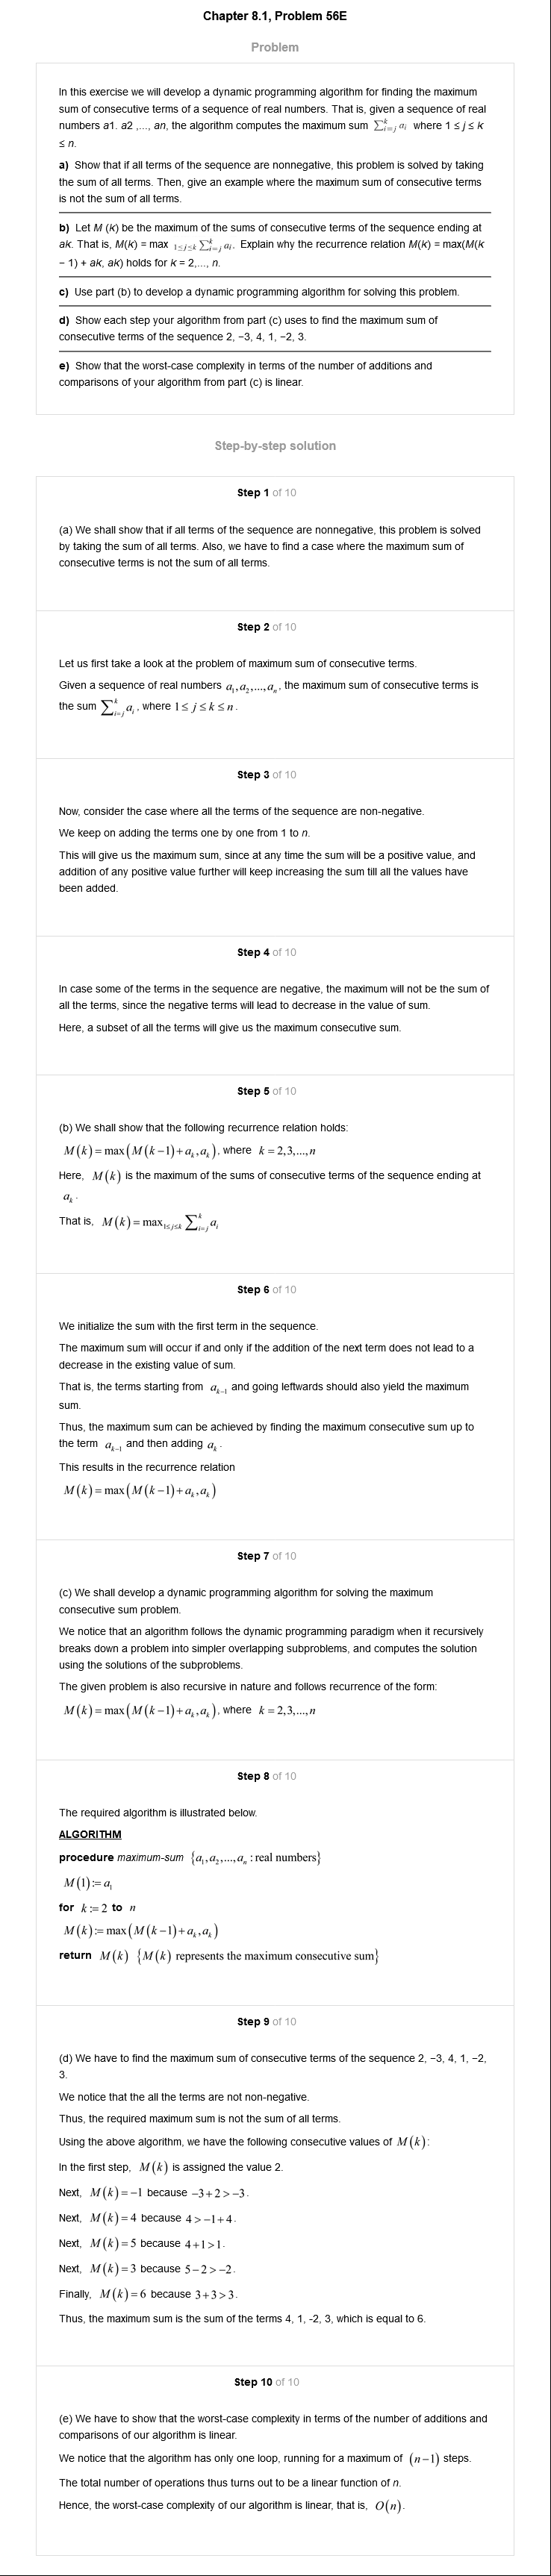 Chapter 8.1, Problem 56E
Problem
In this exercise we will develop a dynamic programming algorithm for finding the maximum
sum of consecutive terms of a sequence of real numbers. That is, given a sequence of real
numbers a1. a2 ,..., an, the algorithm computes the maximum sum ∑_{i=j}^{k} a_i where 1 ≤ j ≤ k
≤ n.
a) Show that if all terms of the sequence are nonnegative, this problem is solved by taking
the sum of all terms. Then, give an example where the maximum sum of consecutive terms
is not the sum of all terms.
b) Let M (k) be the maximum of the sums of consecutive terms of the sequence ending at
ak. That is, M(k) = max _{1≤j≤k} ∑_{i=j}^{k} a_i. Explain why the recurrence relation M(k) = max(M(k
− 1) + ak, ak) holds for k = 2,..., n.
c) Use part (b) to develop a dynamic programming algorithm for solving this problem.
d) Show each step your algorithm from part (c) uses to find the maximum sum of
consecutive terms of the sequence 2, −3, 4, 1, −2, 3.
e) Show that the worst-case complexity in terms of the number of additions and
comparisons of your algorithm from part (c) is linear.
Step-by-step solution
Step 1 of 10
(a) We shall show that if all terms of the sequence are nonnegative, this problem is solved
by taking the sum of all terms. Also, we have to find a case where the maximum sum of
consecutive terms is not the sum of all terms.
Step 2 of 10
Let us first take a look at the problem of maximum sum of consecutive terms.
Given a sequence of real numbers a₁,a₂,...,aₙ, the maximum sum of consecutive terms is
the sum ∑_{i=j}^{k} a_i, where 1 ≤ j ≤ k ≤ n.
Step 3 of 10
Now, consider the case where all the terms of the sequence are non-negative.
We keep on adding the terms one by one from 1 to n.
This will give us the maximum sum, since at any time the sum will be a positive value, and
addition of any positive value further will keep increasing the sum till all the values have
been added.
Step 4 of 10
In case some of the terms in the sequence are negative, the maximum will not be the sum of
all the terms, since the negative terms will lead to decrease in the value of sum.
Here, a subset of all the terms will give us the maximum consecutive sum.
Step 5 of 10
(b) We shall show that the following recurrence relation holds:
M(k)=max(M(k−1)+a_k,a_k), where k=2,3,...,n
Here, M(k) is the maximum of the sums of consecutive terms of the sequence ending at
a_k.
That is, M(k)=max_{1≤j≤k} ∑_{i=j}^{k} a_i
Step 6 of 10
We initialize the sum with the first term in the sequence.
The maximum sum will occur if and only if the addition of the next term does not lead to a
decrease in the existing value of sum.
That is, the terms starting from a_{k−1} and going leftwards should also yield the maximum
sum.
Thus, the maximum sum can be achieved by finding the maximum consecutive sum up to
the term a_{k−1} and then adding a_k.
This results in the recurrence relation
M(k)=max(M(k−1)+a_k,a_k)
Step 7 of 10
(c) We shall develop a dynamic programming algorithm for solving the maximum
consecutive sum problem.
We notice that an algorithm follows the dynamic programming paradigm when it recursively
breaks down a problem into simpler overlapping subproblems, and computes the solution
using the solutions of the subproblems.
The given problem is also recursive in nature and follows recurrence of the form:
M(k)=max(M(k−1)+a_k,a_k), where k=2,3,...,n
Step 8 of 10
The required algorithm is illustrated below.
ALGORITHM
procedure maximum-sum {a₁,a₂,...,aₙ : real numbers}
M(1):=a₁
for k:=2 to n
M(k):=max(M(k−1)+a_k,a_k)
return M(k) {M(k) represents the maximum consecutive sum}
Step 9 of 10
(d) We have to find the maximum sum of consecutive terms of the sequence 2, −3, 4, 1, −2,
3.
We notice that the all the terms are not non-negative.
Thus, the required maximum sum is not the sum of all terms.
Using the above algorithm, we have the following consecutive values of M(k):
In the first step, M(k) is assigned the value 2.
Next, M(k)=−1 because −3+2>−3.
Next, M(k)=4 because 4>−1+4.
Next, M(k)=5 because 4+1>1.
Next, M(k)=3 because 5−2>−2.
Finally, M(k)=6 because 3+3>3.
Thus, the maximum sum is the sum of the terms 4, 1, -2, 3, which is equal to 6.
Step 10 of 10
(e) We have to show that the worst-case complexity in terms of the number of additions and
comparisons of our algorithm is linear.
We notice that the algorithm has only one loop, running for a maximum of (n−1) steps.
The total number of operations thus turns out to be a linear function of n.
Hence, the worst-case complexity of our algorithm is linear, that is, O(n).